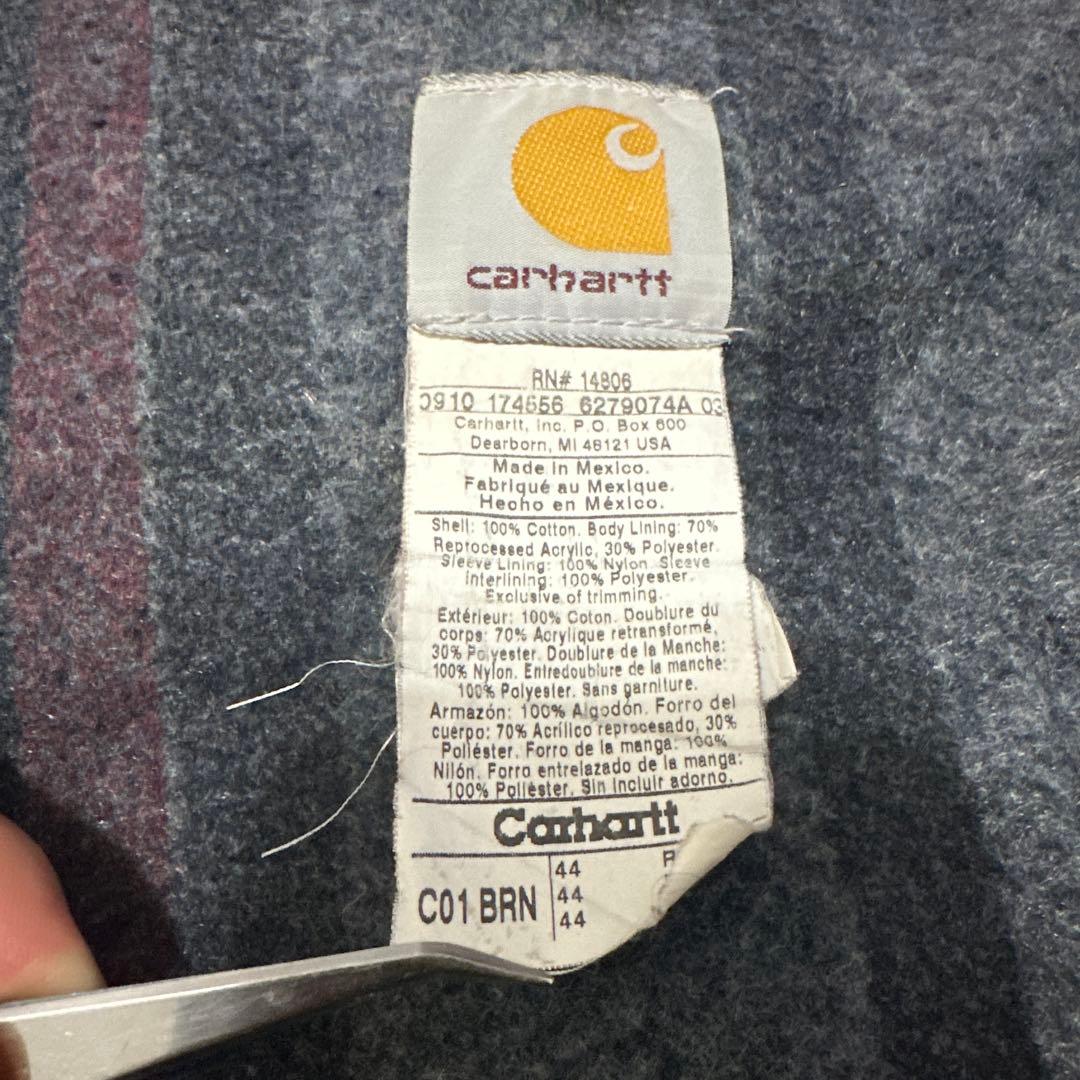 carhartt
RN# 14806
0910 174556 6279074A 03
Carhartt, Inc. P.O. Box 600
Dearborn, MI 48121 USA
Made in Mexico.
Fabriqué au Mexique.
Hecho en México.
Shell: 100% Cotton. Body Lining: 70%
Reptocessed Acrylic, 30% Polyester.
Sleeve Lining: 100% Nylon. Sleeve
Interlining: 100% Polyester.
Exclusive of trimming.
Extérieur: 100% Coton. Doublure du
corps: 70% Acrylique retransformé,
30% Polyester. Doublure de la Manche:
100% Nylon. Entredoublure de la manche:
100% Polyester. Sans garniture.
Armazón: 100% Algodón. Forro del
cuerpo: 70% Acrílico reprocesado, 30%
Poliéster. Forro de la manga: 100%
Nilón. Forro entrelazado de la manga:
100% Poliéster. Sin incluir adorno.
Carhartt
C01 BRN
44 R
44
44